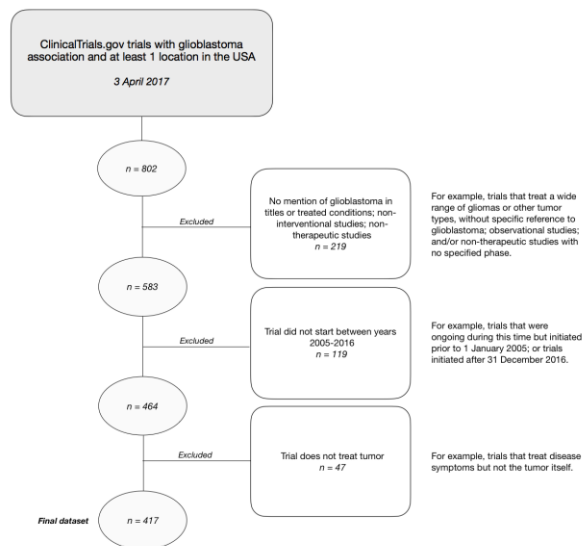 ClinicalTrials.gov trials with glioblastoma
association and at least 1 location in the USA
3 April 2017
n = 802
Excluded
No mention of glioblastoma in
titles or treated conditions; non-
interventional studies; non-
therapeutic studies
n = 219
For example, trials that treat a wide
range of gliomas or other tumor
types, without specific reference to
glioblastoma; observational studies;
and/or non-therapeutic studies with
no specified phase.
n = 583
Excluded
Trial did not start between years
2005-2016
n = 119
For example, trials that were
ongoing during this time but initiated
prior to 1 January 2005; or trials
initiated after 31 December 2016.
n = 464
Excluded
Trial does not treat tumor
n = 47
For example, trials that treat disease
symptoms but not the tumor itself.
Final dataset
n = 417